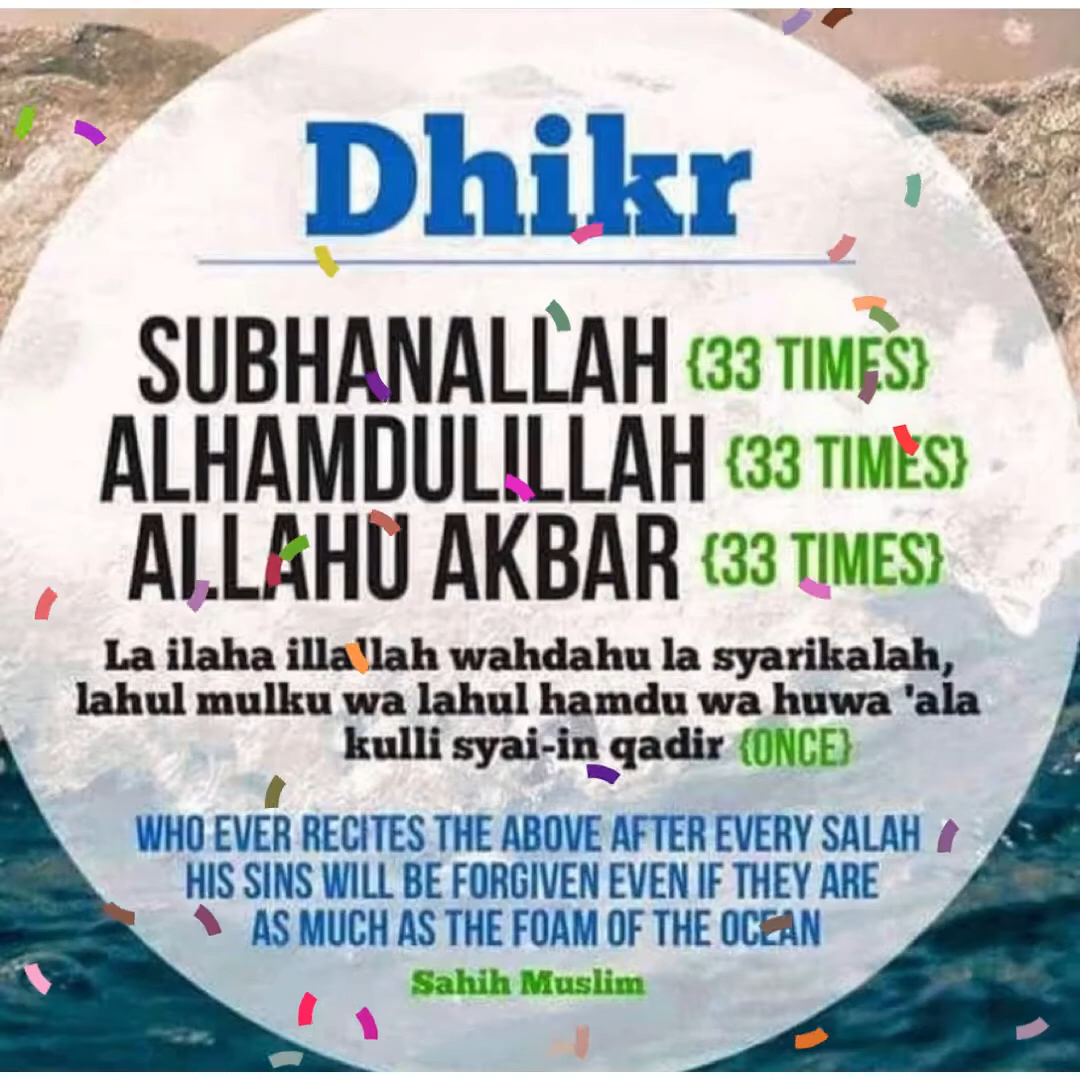 Dhikr
SUBHANALLAH {33 TIMES}
ALHAMDULILLAH {33 TIMES}
ALLAHU AKBAR {33 TIMES}
La ilaha illallah wahdahu la syarikalah,
lahul mulku wa lahul hamdu wa huwa 'ala
kulli syai-in qadir {ONCE}
WHO EVER RECITES THE ABOVE AFTER EVERY SALAH
HIS SINS WILL BE FORGIVEN EVEN IF THEY ARE
AS MUCH AS THE FOAM OF THE OCEAN
Sahih Muslim